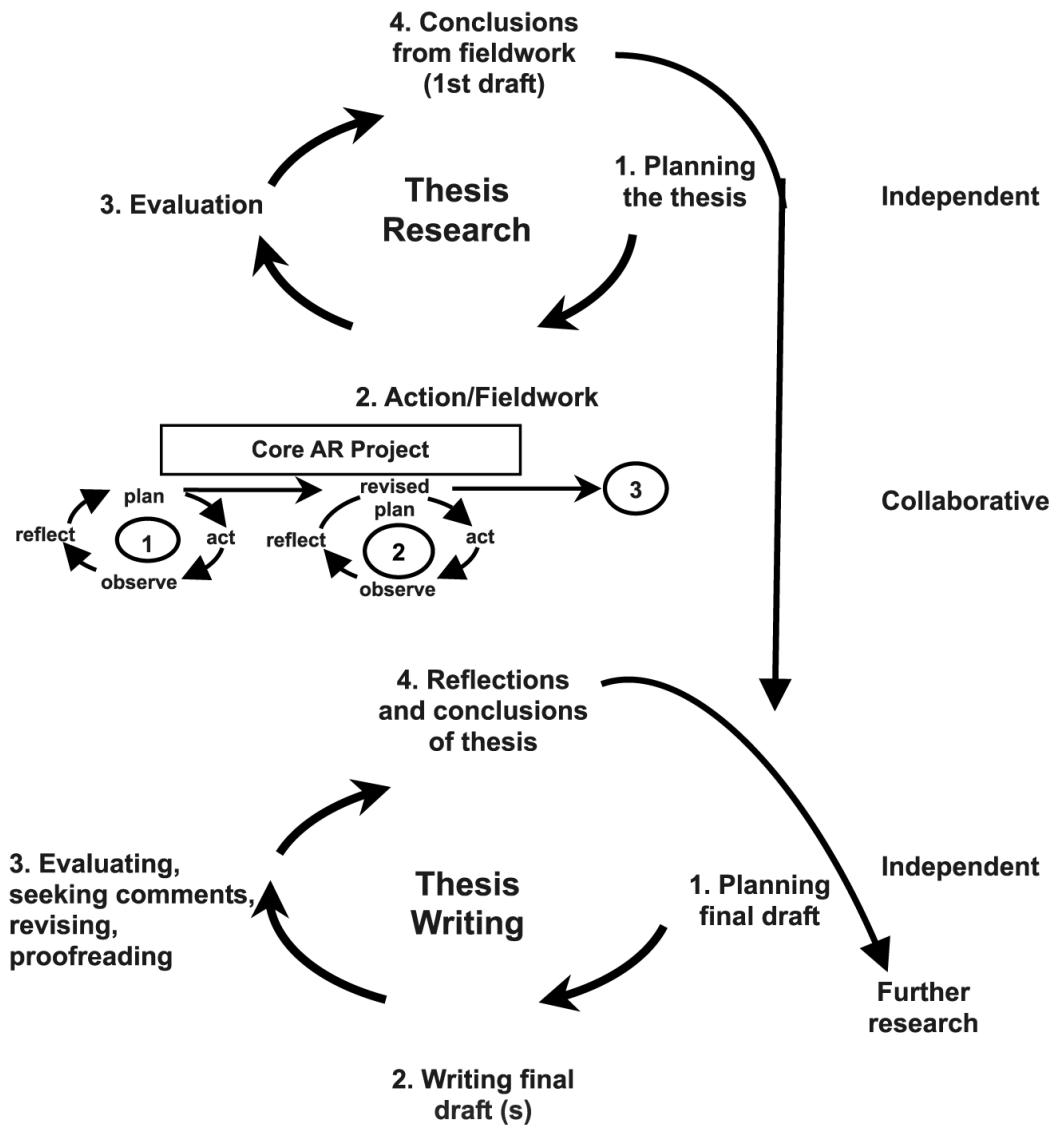 4. Conclusions
from fieldwork
(1st draft)
1. Planning
the thesis
Thesis
Research
3. Evaluation
Independent
2. Action/Fieldwork
Core AR Project
plan
reflect
1
act
observe
revised
plan
reflect
2
act
observe
3
Collaborative
4. Reflections
and conclusions
of thesis
3. Evaluating,
seeking comments,
revising,
proofreading
Thesis
Writing
1. Planning
final draft
Independent
Further
research
2. Writing final
draft (s)